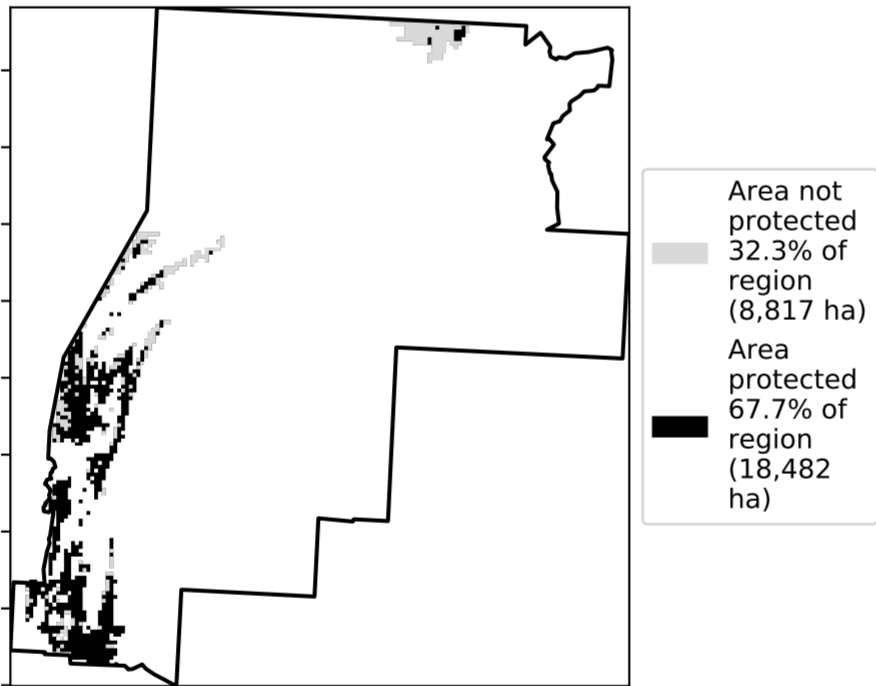 Area not
protected
32.3% of
region
(8,817 ha)
Area
protected
67.7% of
region
(18,482
ha)